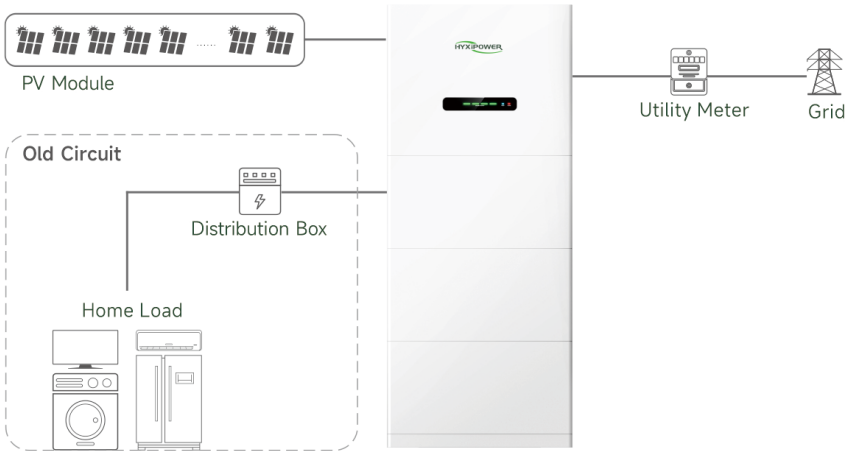 HYXiPOWER
PV Module
Utility Meter
Grid
Old Circuit
Distribution Box
Home Load